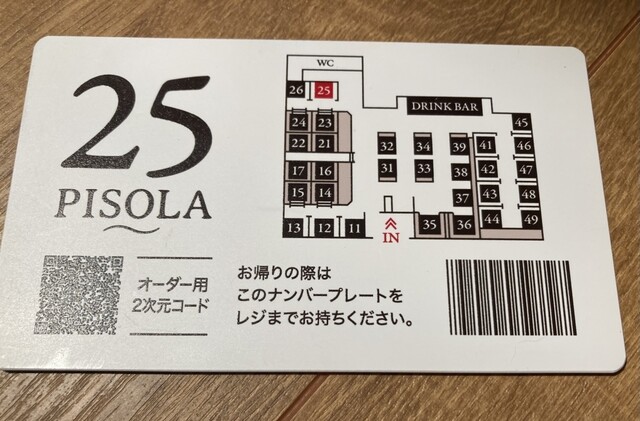 25
PISOLA
オーダー用
2次元コード
お帰りの際は
このナンバープレートを
レジまでお持ちください。
WC
26 25
DRINK BAR
24 23
22 21
17 16
15 14
13 12 11
32 34 39
31 33 38
37
35 36
IN
45
41 46
42 47
43 48
44 49